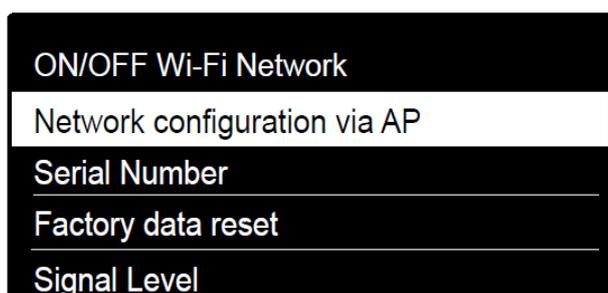 ON/OFF Wi-Fi Network
Network configuration via AP
Serial Number
Factory data reset
Signal Level